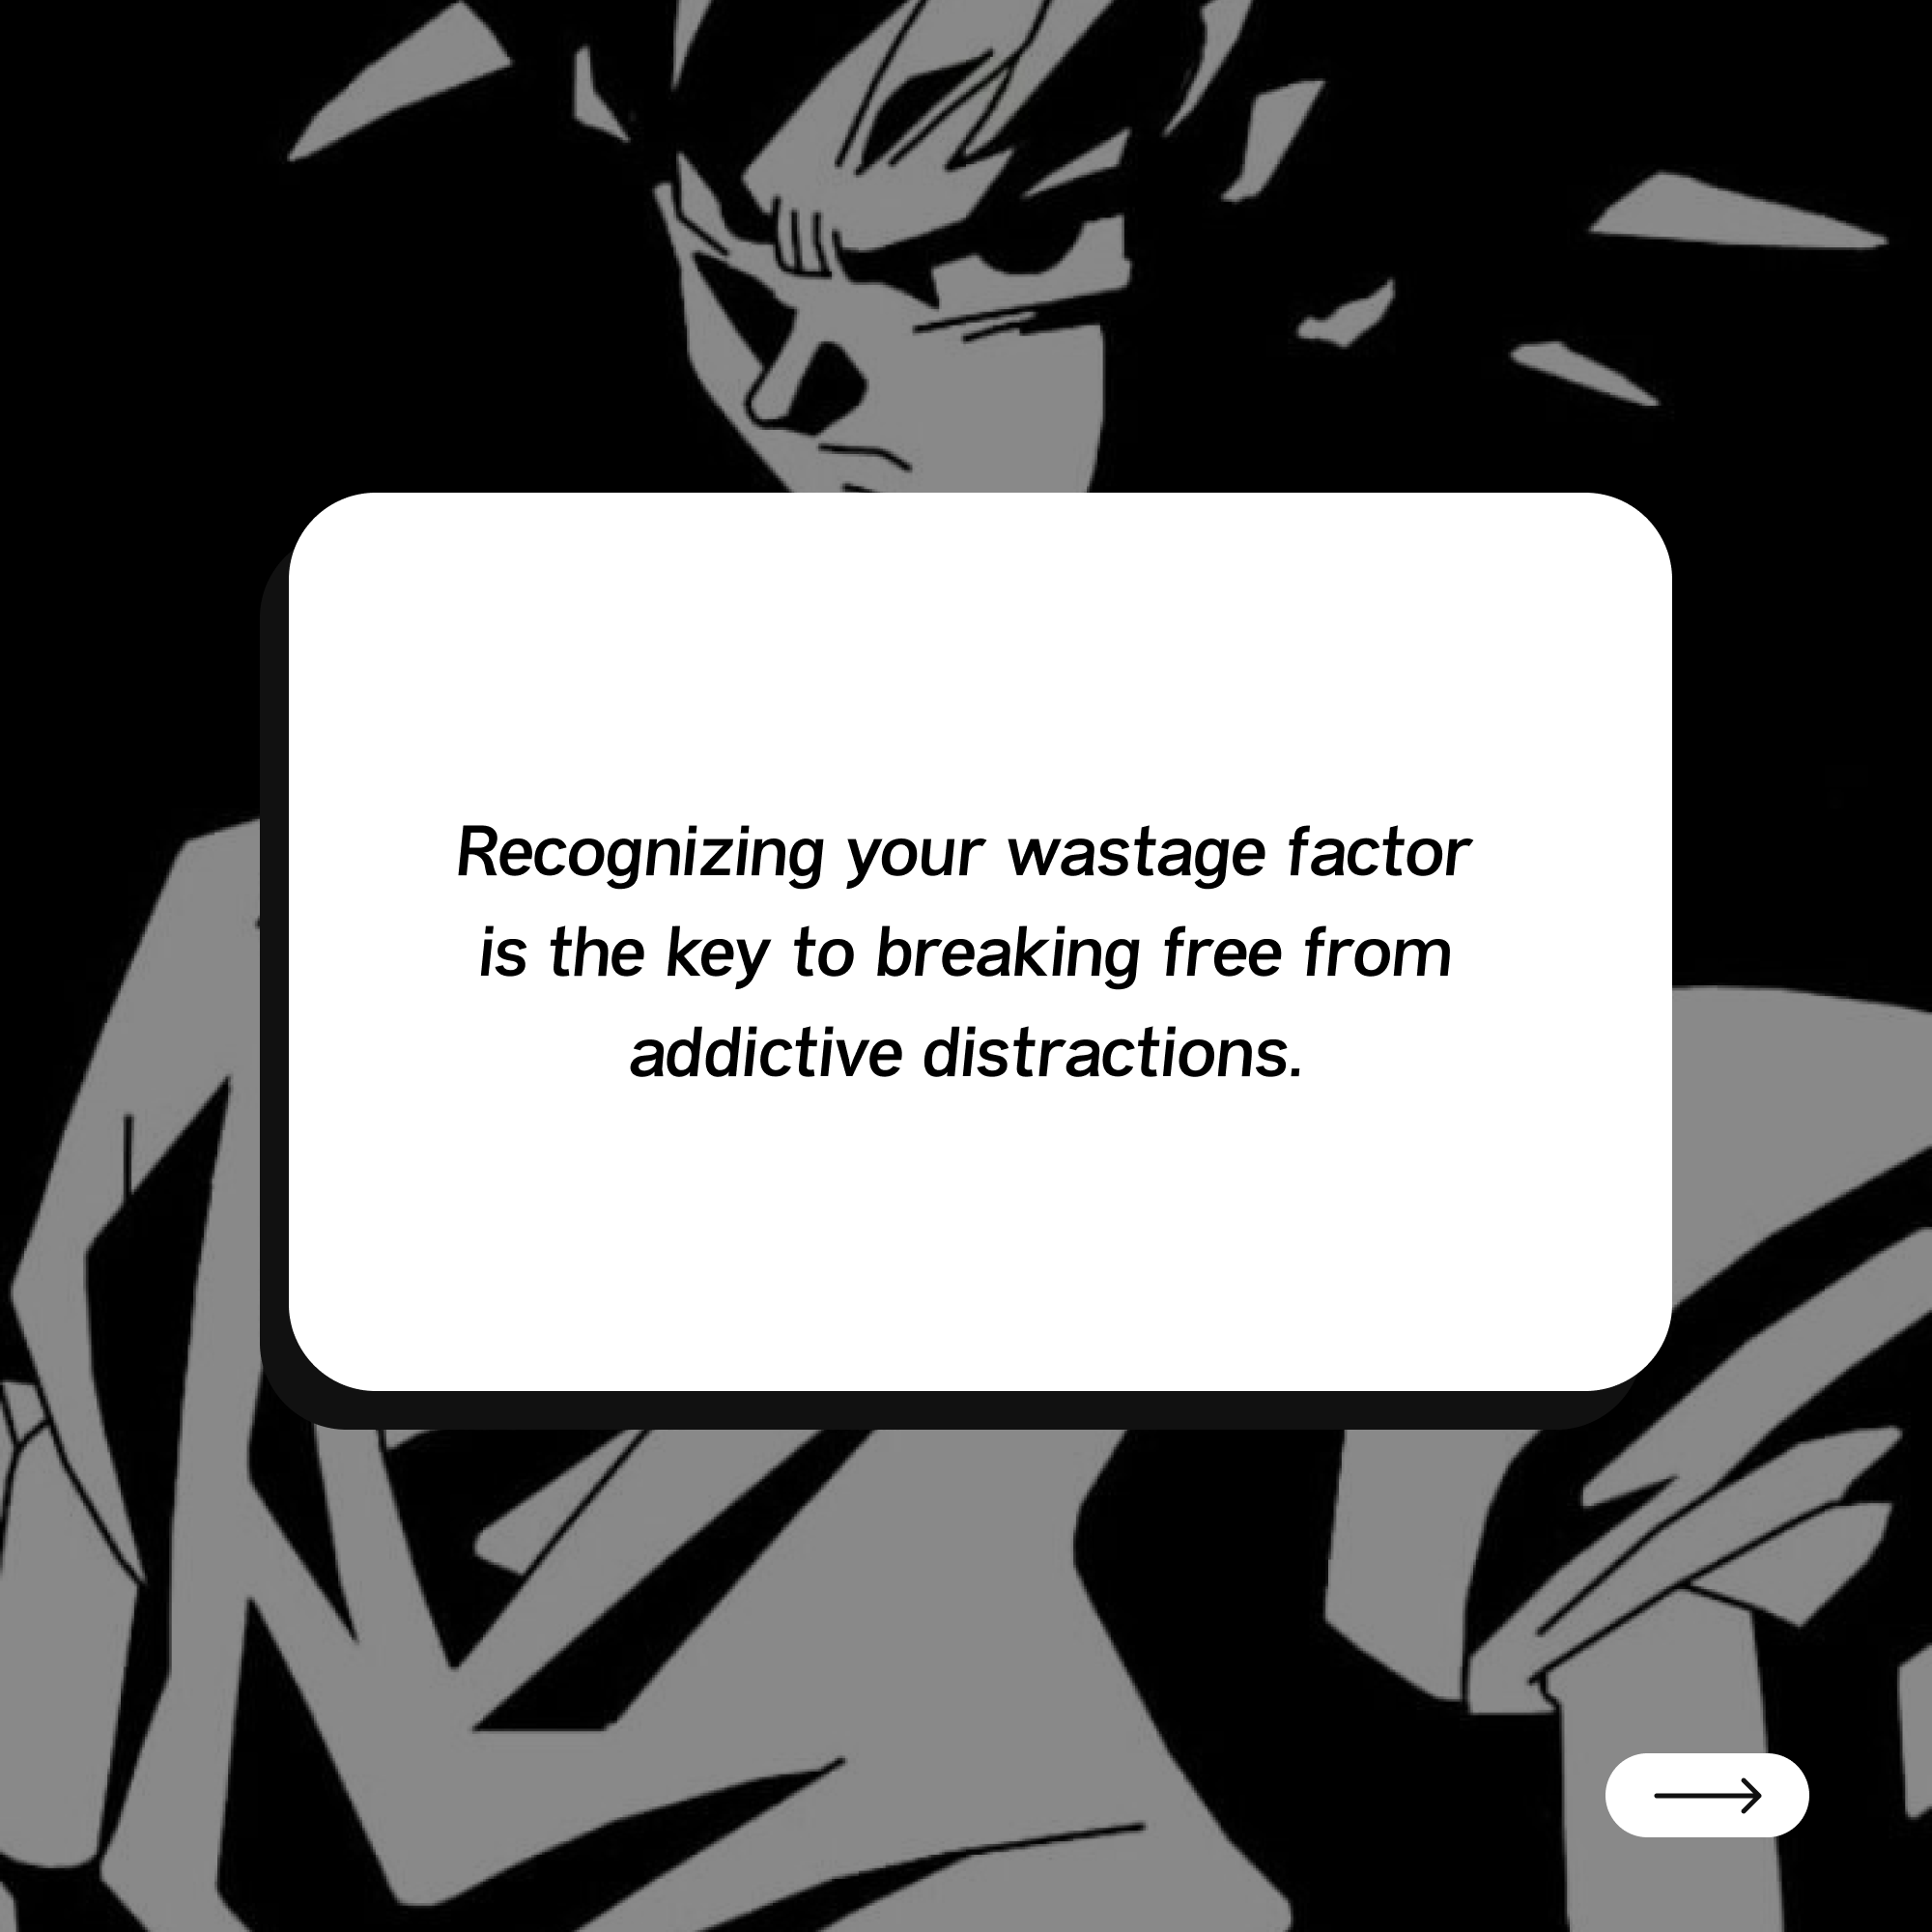 Recognizing your wastage factor
is the key to breaking free from
addictive distractions.